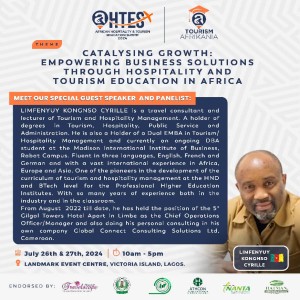 AHTESx
AFRICAN HOSPITALITY & TOURISM
EDUCATION SUMMIT
2024
TOURISM
AFRIKANEA
THEME
CATALYSING GROWTH:
EMPOWERING BUSINESS SOLUTIONS
THROUGH HOSPITALITY AND
TOURISM EDUCATION IN AFRICA
MEET OUR SPECIAL GUEST SPEAKER AND PANELIST:
LIMFENYUY KONGNSO CYRILLE is a travel consultant and
lecturer of Tourism and Hospitality Management. A holder of
degrees in Tourism, Hospitality, Public Service and
Administration. He is also a Holder of a Dual EMBA in Tourism/
Hospitality Management and currently an ongoing DBA
student at the Madison International Institute of Business,
Rabat Campus. Fluent in three languages, English, French and
German and with a vast international experience in Africa,
Europe and Asia. One of the pioneers in the development of the
curriculum of tourism and hospitality management at the HND
and BTech level for the Professional Higher Education
Institutes. With so many years of experience both in the
industry and in the classroom.
From August 2022 till date, he has held the position of the 5*
Gilgal Towers Hotel Apart in Limbe as the Chief Operations
Officer/Manager and also doing his personal consulting in his
own company Global Connect Consulting Solutions Ltd,
Cameroon.
LIMFENYUY
KONGNSO
CYRILLE
July 26th & 27th, 2024 | 10am - 5pm
LANDMARK EVENT CENTRE, VICTORIA ISLAND, LAGOS.
ENDORSED BY:
NANTA